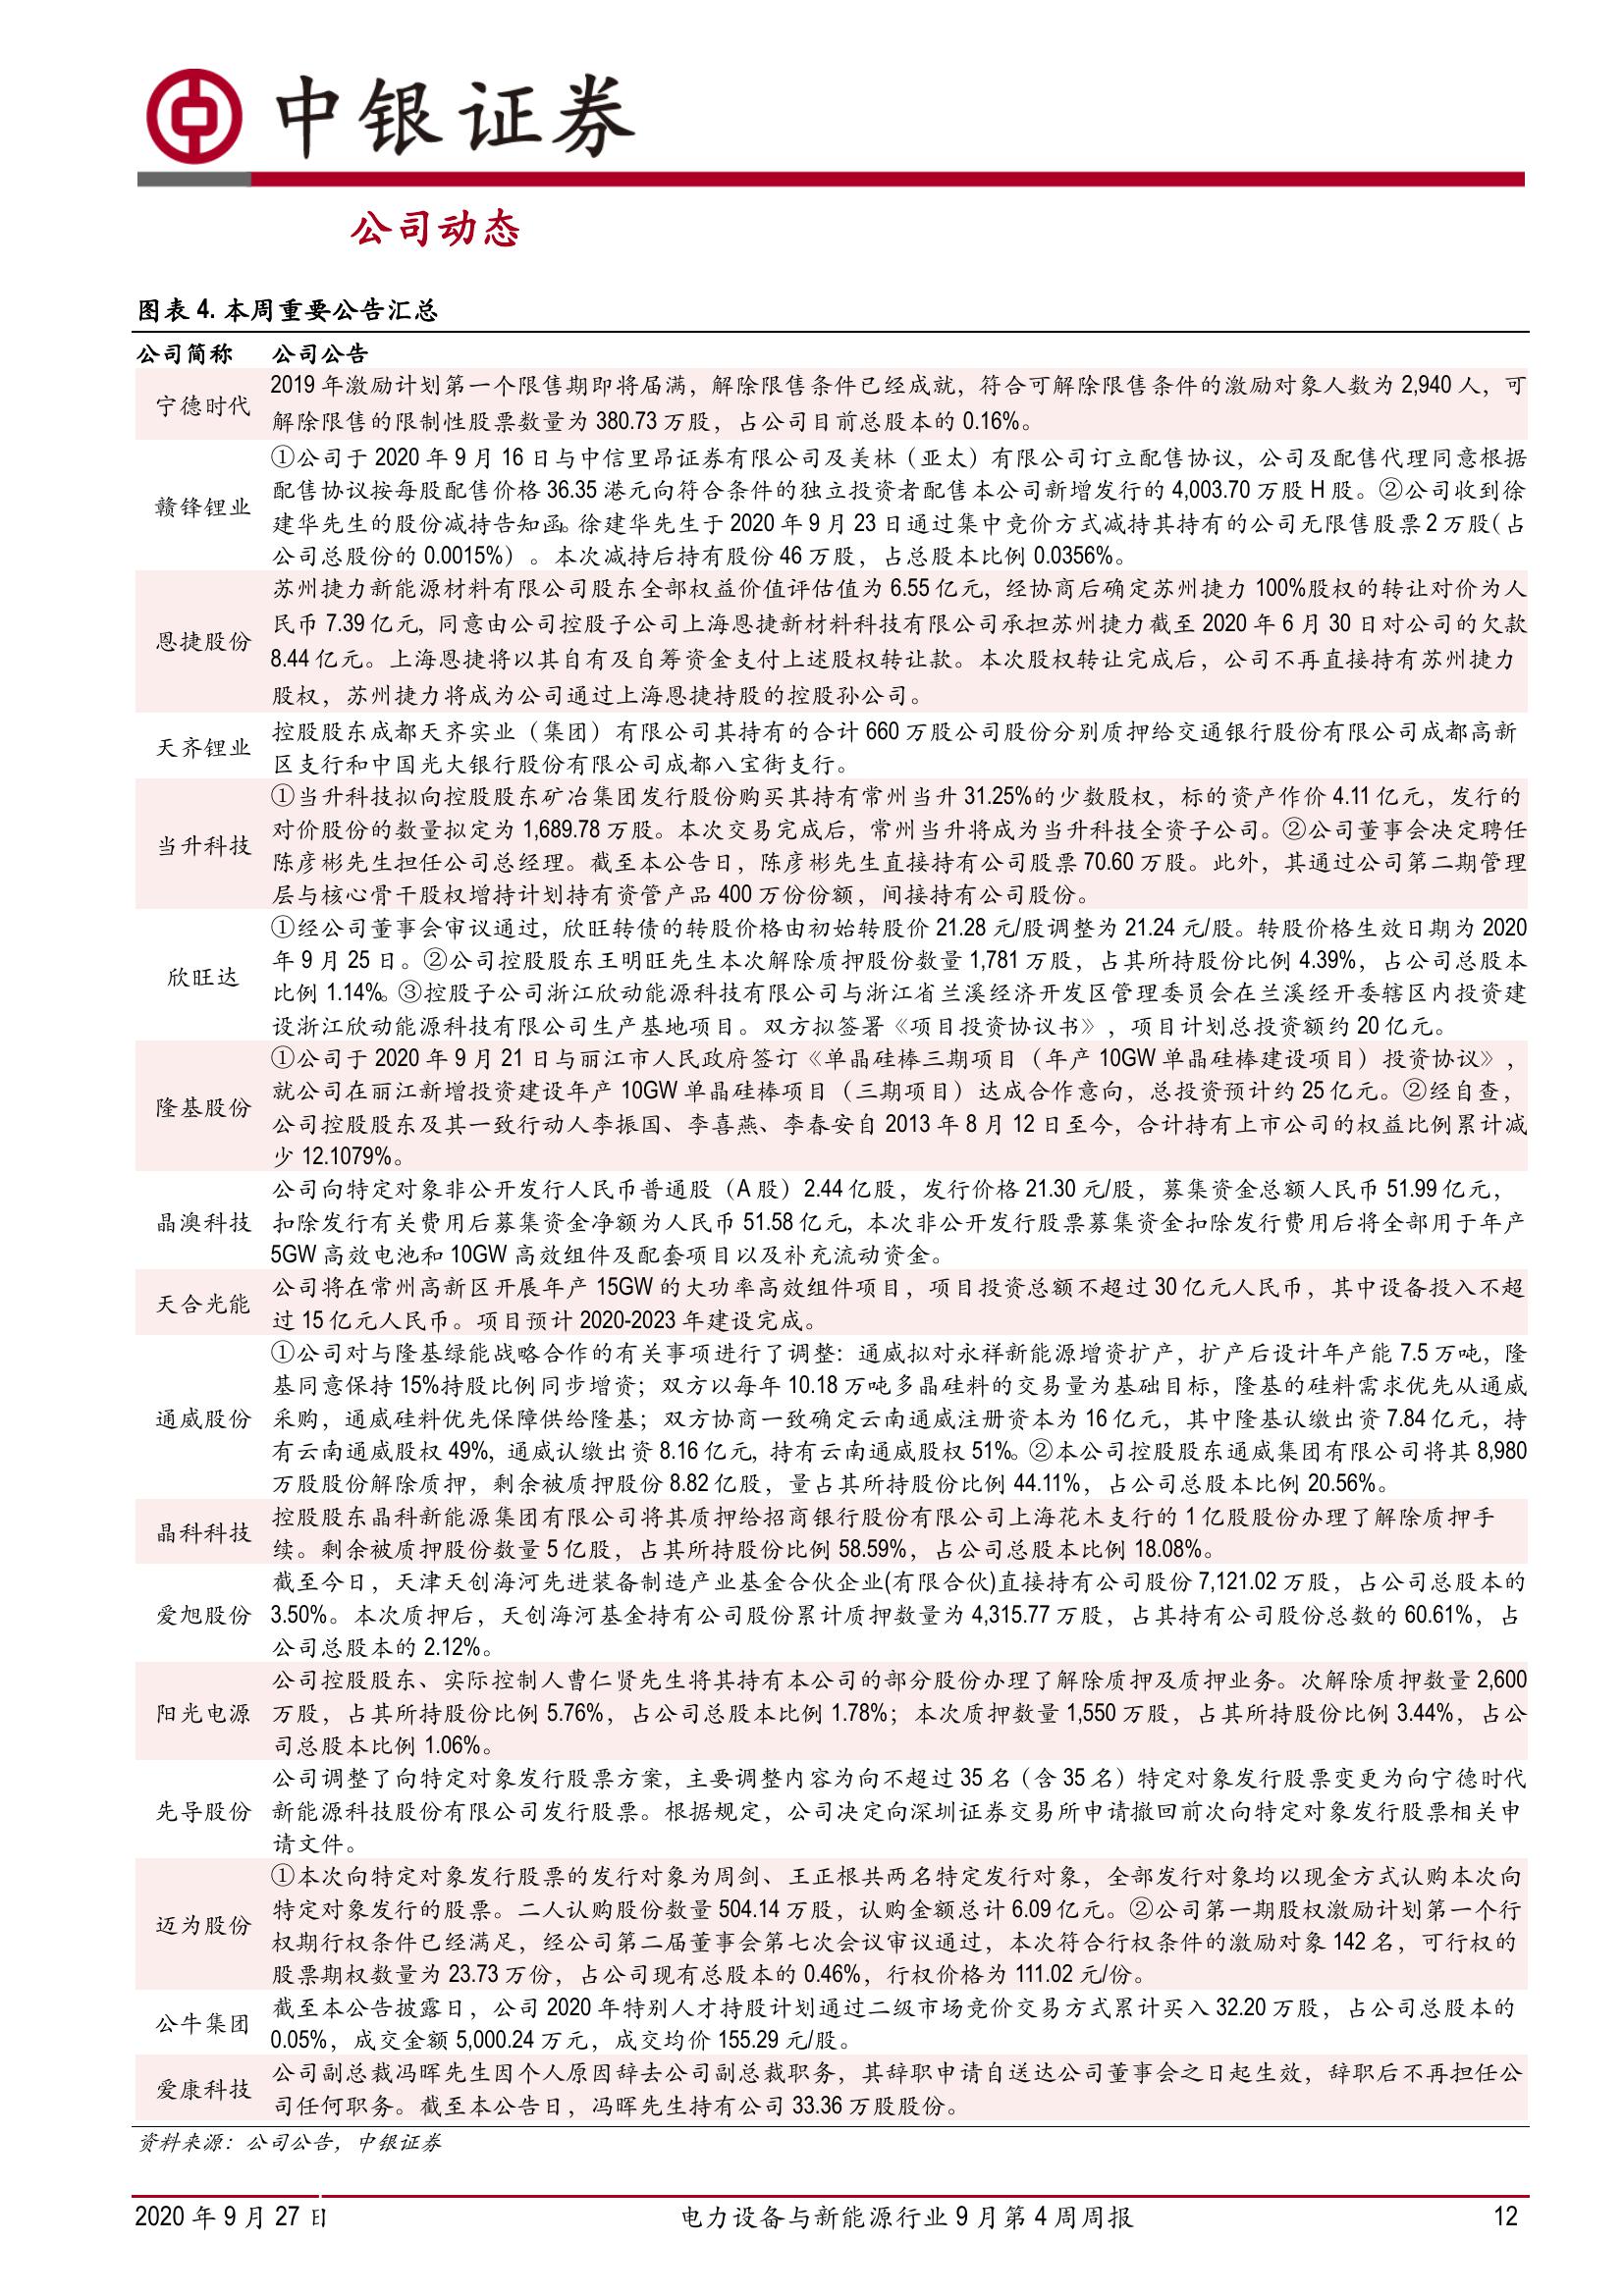 中银证券
公司动态
图表 4. 本周重要公告汇总
公司简称 公司公告
宁德时代
2019 年激励计划第一个限售期即将届满，解除限售条件已经成就，符合可解除限售条件的激励对象人数为 2,940 人，可
解除限售的限制性股票数量为 380.73 万股，占公司目前总股本的 0.16%。
赣锋锂业
①公司于 2020 年 9 月 16 日与中信里昂证券有限公司及美林（亚太）有限公司订立配售协议，公司及配售代理同意根据
配售协议按每股配售价格 36.35 港元向符合条件的独立投资者配售本公司新增发行的 4,003.70 万股 H 股。②公司收到徐
建华先生的股份减持告知函。徐建华先生于 2020 年 9 月 23 日通过集中竞价方式减持其持有的公司无限售股票 2 万股（占
公司总股份的 0.0015%）。本次减持后持有股份 46 万股，占总股本比例 0.0356%。
恩捷股份
苏州捷力新能源材料有限公司股东全部权益价值评估值为 6.55 亿元，经协商后确定苏州捷力 100%股权的转让对价为人
民币 7.39 亿元，同意由公司控股子公司上海恩捷新材料科技有限公司承担苏州捷力截至 2020 年 6 月 30 日对公司的欠款
8.44 亿元。上海恩捷将以其自有及自筹资金支付上述股权转让款。本次股权转让完成后，公司不再直接持有苏州捷力
股权，苏州捷力将成为公司通过上海恩捷持股的控股孙公司。
天齐锂业
控股股东成都天齐实业（集团）有限公司其持有的合计 660 万股公司股份分别质押给交通银行股份有限公司成都高新
区支行和中国光大银行股份有限公司成都八宝街支行。
当升科技
①当升科技拟向控股股东矿冶集团发行股份购买其持有常州当升 31.25%的少数股权，标的资产作价 4.11 亿元，发行的
对价股份的数量拟定为 1,689.78 万股。本次交易完成后，常州当升将成为当升科技全资子公司。②公司董事会决定聘任
陈彦彬先生担任公司总经理。截至本公告日，陈彦彬先生直接持有公司股票 70.60 万股。此外，其通过公司第二期管理
层与核心骨干股权增持计划持有资管产品 400 万份份额，间接持有公司股份。
欣旺达
①经公司董事会审议通过，欣旺转债的转股价格由初始转股价 21.28 元/股调整为 21.24 元/股。转股价格生效日期为 2020
年 9 月 25 日。②公司控股股东王明旺先生本次解除质押股份数量 1,781 万股，占其所持股份比例 4.39%，占公司总股本
比例 1.14%。③控股子公司浙江欣动能源科技有限公司与浙江省兰溪经济开发区管理委员会在兰溪经开委辖区内投资建
设浙江欣动能源科技有限公司生产基地项目。双方拟签署《项目投资协议书》，项目计划总投资额约 20 亿元。
隆基股份
①公司于 2020 年 9 月 21 日与丽江市人民政府签订《单晶硅棒三期项目（年产 10GW 单晶硅棒建设项目）投资协议》，
就公司在丽江新增投资建设年产 10GW 单晶硅棒项目（三期项目）达成合作意向，总投资预计约 25 亿元。②经自查，
公司控股股东及其一致行动人李振国、李喜燕、李春安自 2013 年 8 月 12 日至今，合计持有上市公司的权益比例累计减
少 12.1079%。
晶澳科技
公司向特定对象非公开发行人民币普通股（A 股）2.44 亿股，发行价格 21.30 元/股，募集资金总额人民币 51.99 亿元，
扣除发行有关费用后募集资金净额为人民币 51.58 亿元，本次非公开发行股票募集资金扣除发行费用后将全部用于年产
5GW 高效电池和 10GW 高效组件及配套项目以及补充流动资金。
天合光能
公司将在常州高新区开展年产 15GW 的大功率高效组件项目，项目投资总额不超过 30 亿元人民币，其中设备投入不超
过 15 亿元人民币。项目预计 2020-2023 年建设完成。
通威股份
①公司对与隆基绿能战略合作的有关事项进行了调整：通威拟对永祥新能源增资扩产，扩产后设计年产能 7.5 万吨，隆
基同意保持 15%持股比例同步增资；双方以每年 10.18 万吨多晶硅料的交易量为基础目标，隆基的硅料需求优先从通威
采购，通威硅料优先保障供给隆基；双方协商一致确定云南通威注册资本为 16 亿元，其中隆基认缴出资 7.84 亿元，持
有云南通威股权 49%，通威认缴出资 8.16 亿元，持有云南通威股权 51%。②本公司控股股东通威集团有限公司将其 8,980
万股股份解除质押，剩余被质押股份 8.82 亿股，量占其所持股份比例 44.11%，占公司总股本比例 20.56%。
晶科科技
控股股东晶科新能源集团有限公司将其质押给招商银行股份有限公司上海花木支行的 1 亿股股份办理了解除质押手
续。剩余被质押股份数量 5 亿股，占其所持股份比例 58.59%，占公司总股本比例 18.08%。
爱旭股份
截至今日，天津天创海河先进装备制造产业基金合伙企业(有限合伙)直接持有公司股份 7,121.02 万股，占公司总股本的
3.50%。本次质押后，天创海河基金持有公司股份累计质押数量为 4,315.77 万股，占其持有公司股份总数的 60.61%，占
公司总股本的 2.12%。
阳光电源
公司控股股东、实际控制人曹仁贤先生将其持有本公司的部分股份办理了解除质押及质押业务。次解除质押数量 2,600
万股，占其所持股份比例 5.76%，占公司总股本比例 1.78%；本次质押数量 1,550 万股，占其所持股份比例 3.44%，占公
司总股本比例 1.06%。
先导股份
公司调整了向特定对象发行股票方案，主要调整内容为向不超过 35 名（含 35 名）特定对象发行股票变更为向宁德时代
新能源科技股份有限公司发行股票。根据规定，公司决定向深圳证券交易所申请撤回前次向特定对象发行股票相关申
请文件。
迈为股份
①本次向特定对象发行股票的发行对象为周剑、王正根共两名特定发行对象，全部发行对象均以现金方式认购本次向
特定对象发行的股票。二人认购股份数量 504.14 万股，认购金额总计 6.09 亿元。②公司第一期股权激励计划第一个行
权期行权条件已经满足，经公司第二届董事会第七次会议审议通过，本次符合行权条件的激励对象 142 名，可行权的
股票期权数量为 23.73 万份，占公司现有总股本的 0.46%，行权价格为 111.02 元/份。
公牛集团
截至本公告披露日，公司 2020 年特别人才持股计划通过二级市场竞价交易方式累计买入 32.20 万股，占公司总股本的
0.05%，成交金额 5,000.24 万元，成交均价 155.29 元/股。
爱康科技
公司副总裁冯晖先生因个人原因辞去公司副总裁职务，其辞职申请自送达公司董事会之日起生效，辞职后不再担任公
司任何职务。截至本公告日，冯晖先生持有公司 33.36 万股股份。
资料来源：公司公告，中银证券
2020 年 9 月 27 日 电力设备与新能源行业 9 月第 4 周周报 12